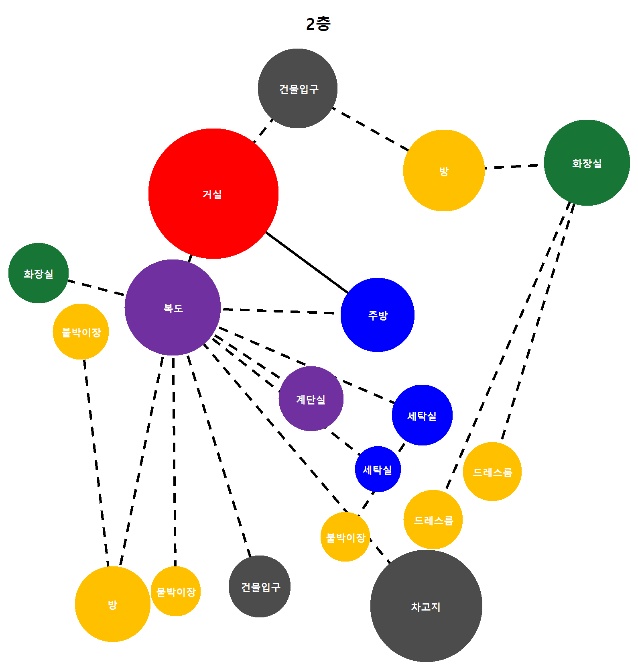 2층
건물입구
화장실
방
거실
화장실
복도
주방
붙박이장
계단실
세탁실
세탁실
드레스룸
드레스룸
붙박이장
건물입구
붙박이장
방
차고지